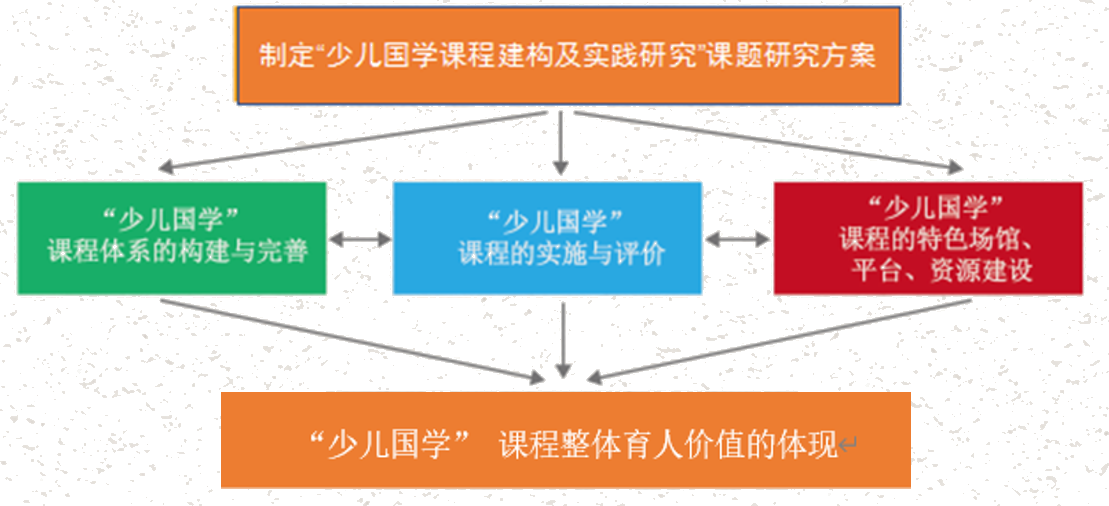 制定“少儿国学课程建构及实践研究”课题研究方案
“少儿国学”
课程体系的构建与完善
“少儿国学”
课程的实施与评价
“少儿国学”
课程的特色场馆、
平台、资源建设
“少儿国学” 课程整体育人价值的体现↵